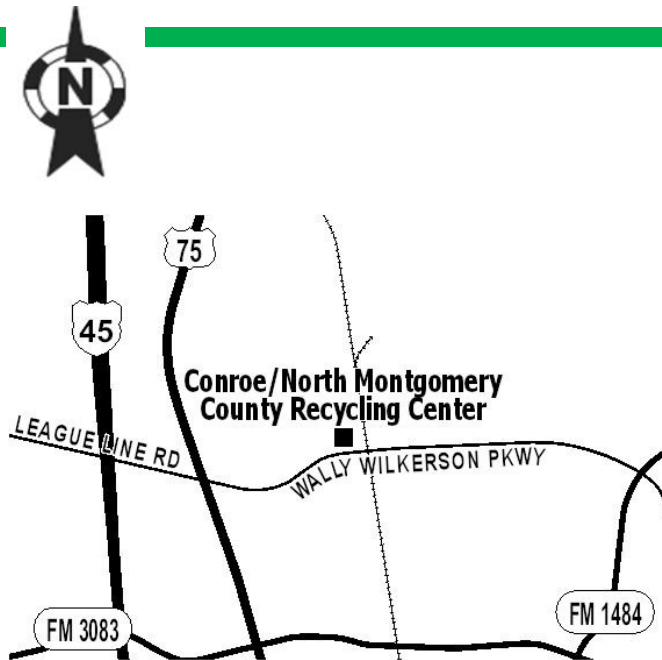 N
75
45
Conroe/North Montgomery
County Recycling Center
LEAGUE LINE RD
WALLY WILKERSON PKWY
FM 3083
FM 1484